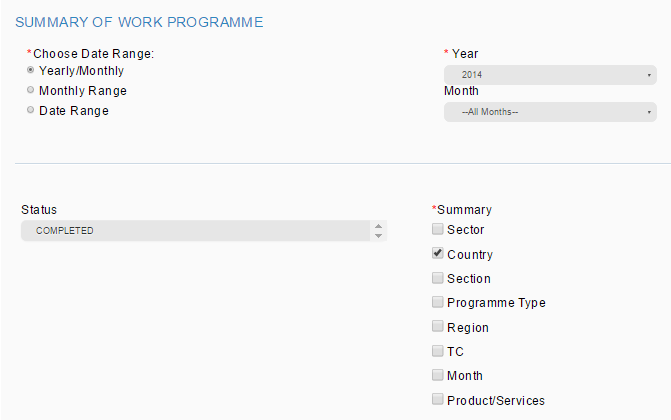 SUMMARY OF WORK PROGRAMME
*Choose Date Range:
Yearly/Monthly
Monthly Range
Date Range
* Year
2014
Month
--All Months--
Status
COMPLETED
*Summary
Sector
Country
Section
Programme Type
Region
TC
Month
Product/Services